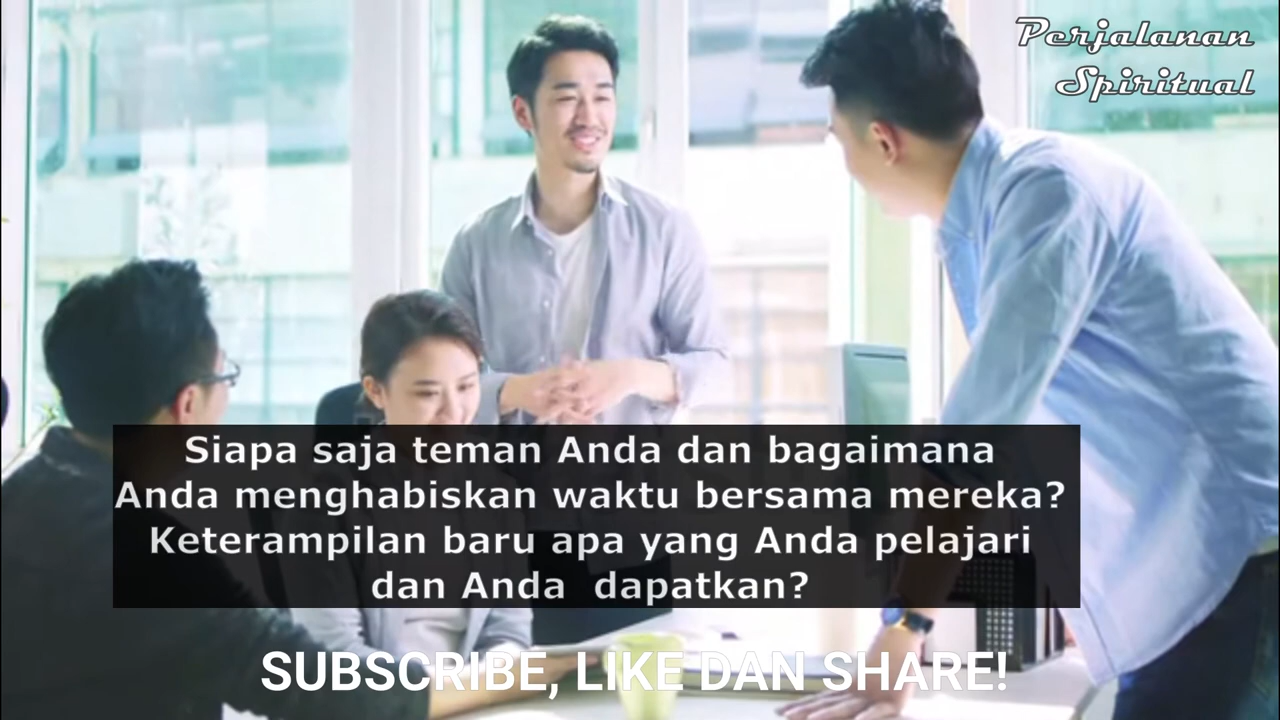 Perjalanan
Spiritual
Siapa saja teman Anda dan bagaimana
Anda menghabiskan waktu bersama mereka?
Keterampilan baru apa yang Anda pelajari
dan Anda  dapatkan?
SUBSCRIBE, LIKE DAN SHARE!